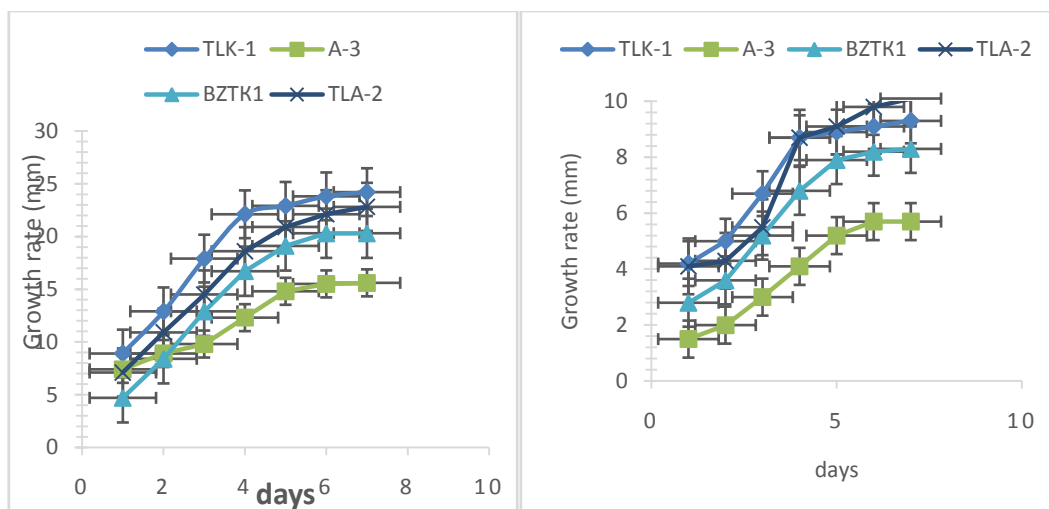 TLK-1 A-3
BZTK1 TLA-2
30
25
20
15
10
5
0
Growth rate (mm)
0 2 4 6 8 10
days
TLK-1 A-3 BZTK1 TLA-2
10
8
6
4
2
0
Growth rate (mm)
0 5 10
days